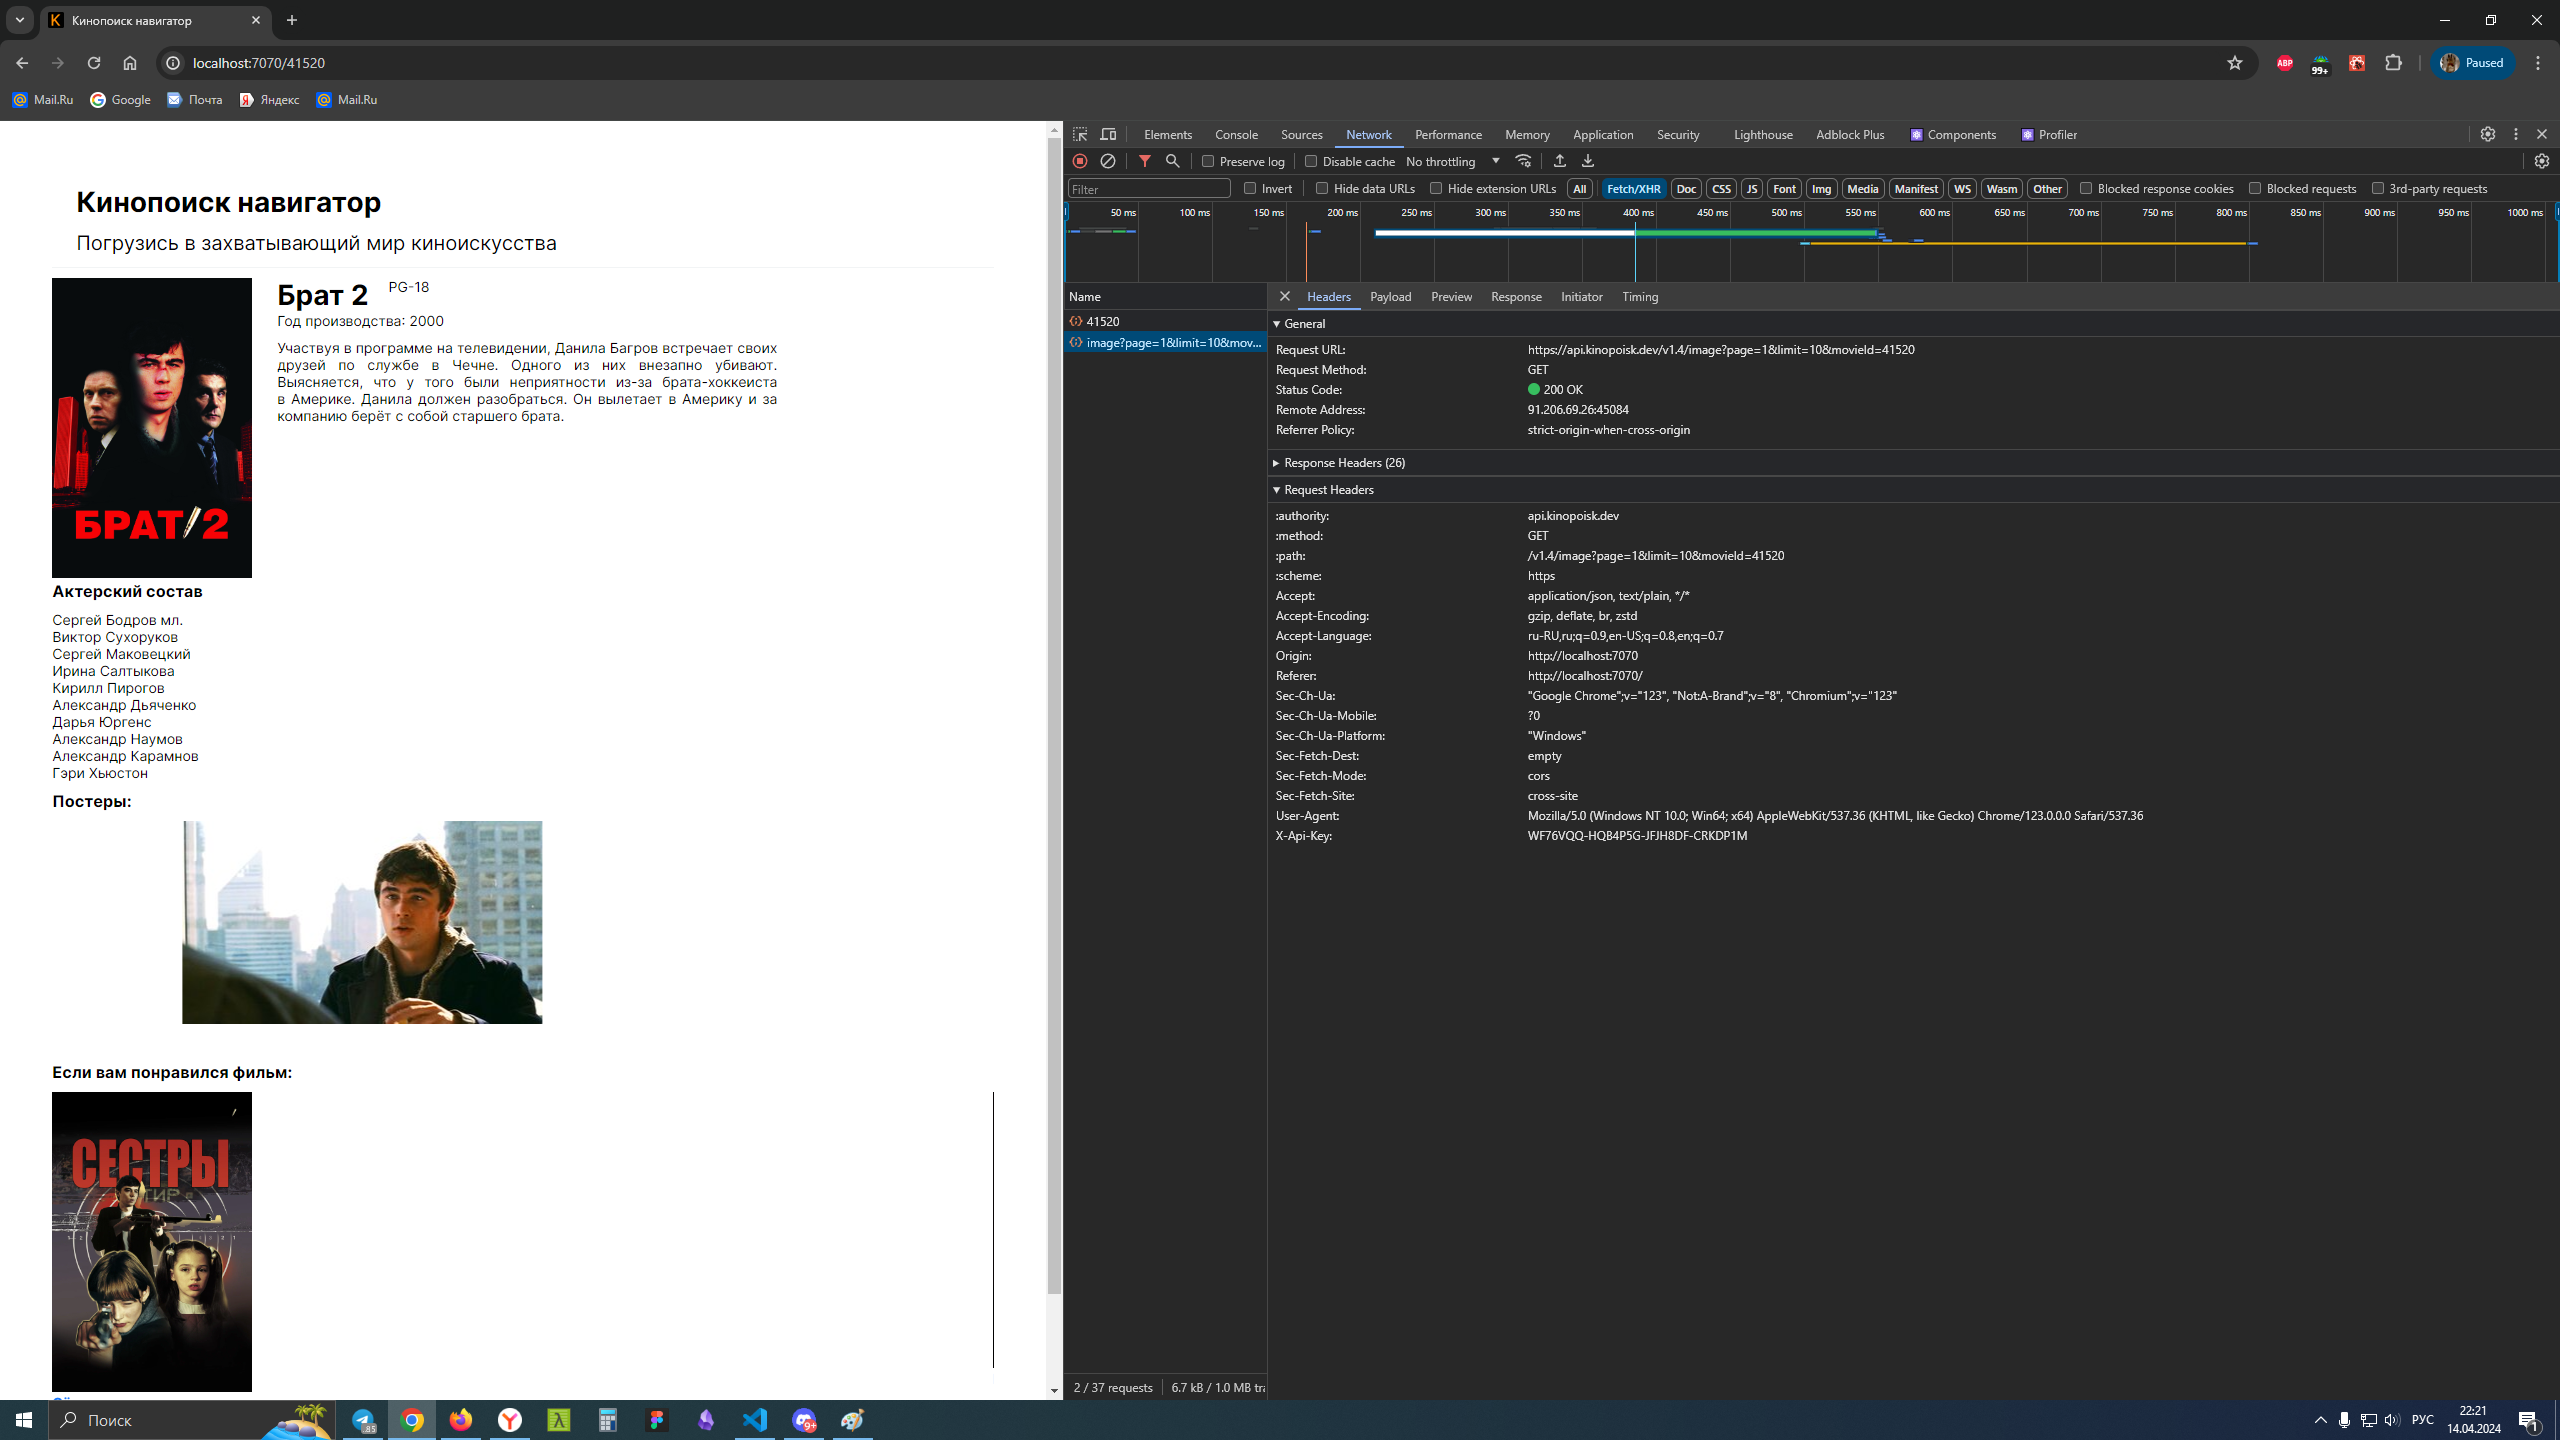 Кинопоиск навигатор
localhost:7070/41520
ABP
99+
Paused
Mail.Ru
Google
Почта
Яндекс
Mail.Ru
Кинопоиск навигатор
Погрузись в захватывающий мир киноискусства
БРАТ 2
Брат 2
PG-18
Год производства: 2000
Участвуя в программе на телевидении, Данила Багров встречает своих
друзей по службе в Чечне. Одного из них внезапно убивают.
Выясняется, что у того были неприятности из-за брата-хоккеиста
в Америке. Данила должен разобраться. Он вылетает в Америку и за
компанию берёт с собой старшего брата.
Актерский состав
Сергей Бодров мл.
Виктор Сухоруков
Сергей Маковецкий
Ирина Салтыкова
Кирилл Пирогов
Александр Дьяченко
Дарья Юргенс
Александр Наумов
Александр Карамнов
Гэри Хьюстон
Постеры:
Если вам понравился фильм:
СЕСТРЫ
Elements
Console
Sources
Network
Performance
Memory
Application
Security
Lighthouse
Adblock Plus
Components
Profiler
Preserve log
Disable cache
No throttling
Filter
Invert
Hide data URLs
Hide extension URLs
All
Fetch/XHR
Doc
CSS
JS
Font
Img
Media
Manifest
WS
Wasm
Other
Blocked response cookies
Blocked requests
3rd-party requests
50 ms
100 ms
150 ms
200 ms
250 ms
300 ms
350 ms
400 ms
450 ms
500 ms
550 ms
600 ms
650 ms
700 ms
750 ms
800 ms
850 ms
900 ms
950 ms
1000 ms
Name
41520
image?page=1&limit=10&mov...
Headers
Payload
Preview
Response
Initiator
Timing
General
Request URL: https://api.kinopoisk.dev/v1.4/image?page=1&limit=10&movieId=41520
Request Method: GET
Status Code: 200 OK
Remote Address: 91.206.69.26:45084
Referrer Policy: strict-origin-when-cross-origin
Response Headers (26)
Request Headers
:authority: api.kinopoisk.dev
:method: GET
:path: /v1.4/image?page=1&limit=10&movieId=41520
:scheme: https
Accept: application/json, text/plain, */*
Accept-Encoding: gzip, deflate, br, zstd
Accept-Language: ru-RU,ru;q=0.9,en-US;q=0.8,en;q=0.7
Origin: http://localhost:7070
Referer: http://localhost:7070/
Sec-Ch-Ua: "Google Chrome";v="123", "Not:A-Brand";v="8", "Chromium";v="123"
Sec-Ch-Ua-Mobile: ?0
Sec-Ch-Ua-Platform: "Windows"
Sec-Fetch-Dest: empty
Sec-Fetch-Mode: cors
Sec-Fetch-Site: cross-site
User-Agent: Mozilla/5.0 (Windows NT 10.0; Win64; x64) AppleWebKit/537.36 (KHTML, like Gecko) Chrome/123.0.0.0 Safari/537.36
X-Api-Key: WF76VQQ-HQB4P5G-JFJH8DF-CRKDP1M
2 / 37 requests
6.7 kB / 1.0 MB tra
Поиск
85
9+
РУС
22:21
14.04.2024
1